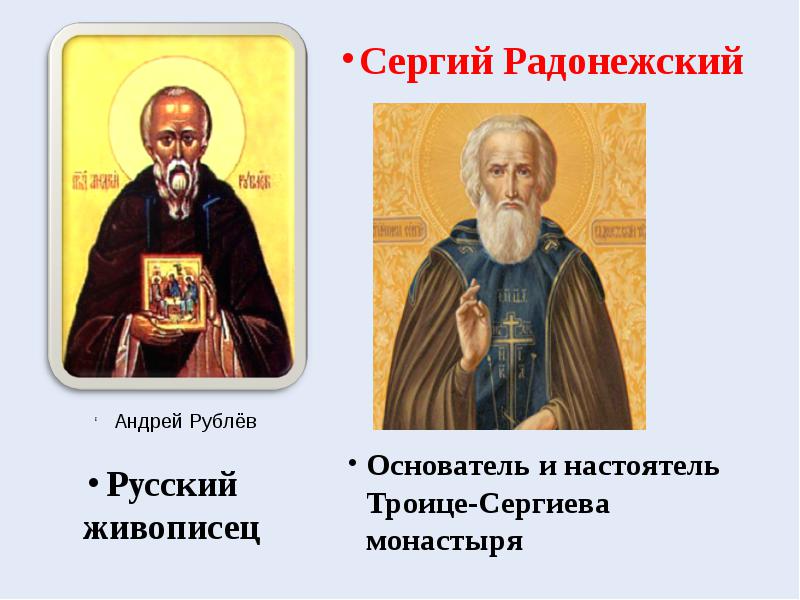 Андрей Рублёв
Русский
живописец
Сергий Радонежский
Основатель и настоятель
Троице-Сергиева
монастыря